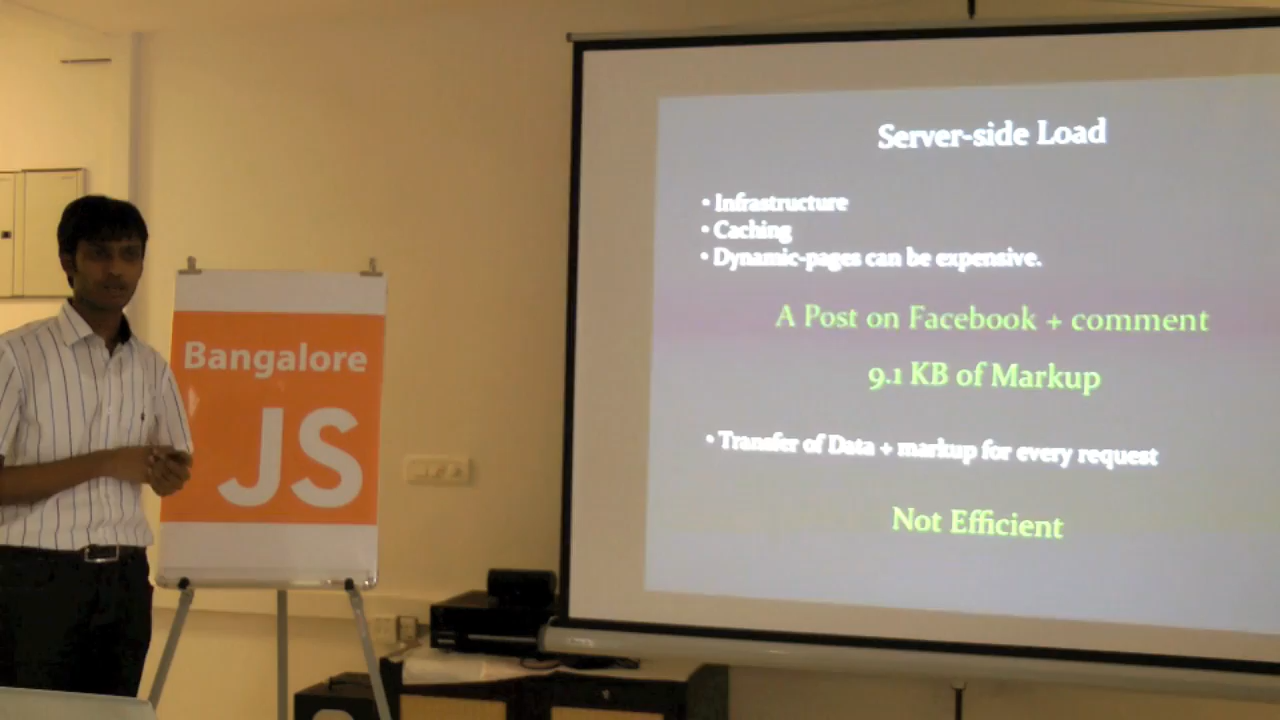 Bangalore
JS
Server-side Load
• Infrastructure
• Caching
• Dynamic-pages can be expensive.
A Post on Facebook + comment
9.1 KB of Markup
• Transfer of Data + markup for every request
Not Efficient